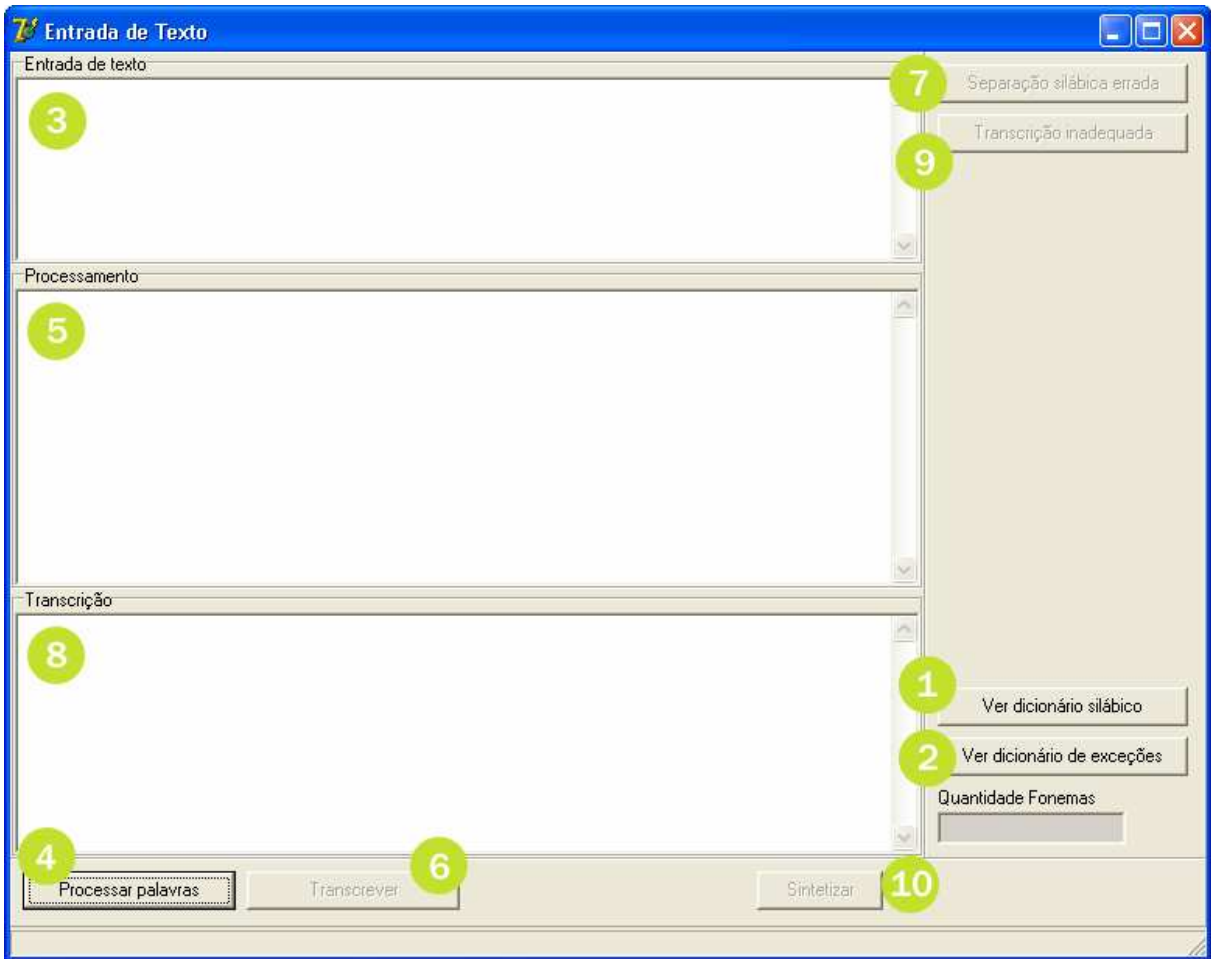 Entrada de Texto
Entrada de texto
3
7
Separação silábica errada
Transcrição inadequada
9
Processamento
5
Transcrição
8
1
Ver dicionário silábico
2
Ver dicionário de exceções
Quantidade Fonemas
4
Processar palavras
Transcrever
6
Sintetizar
10